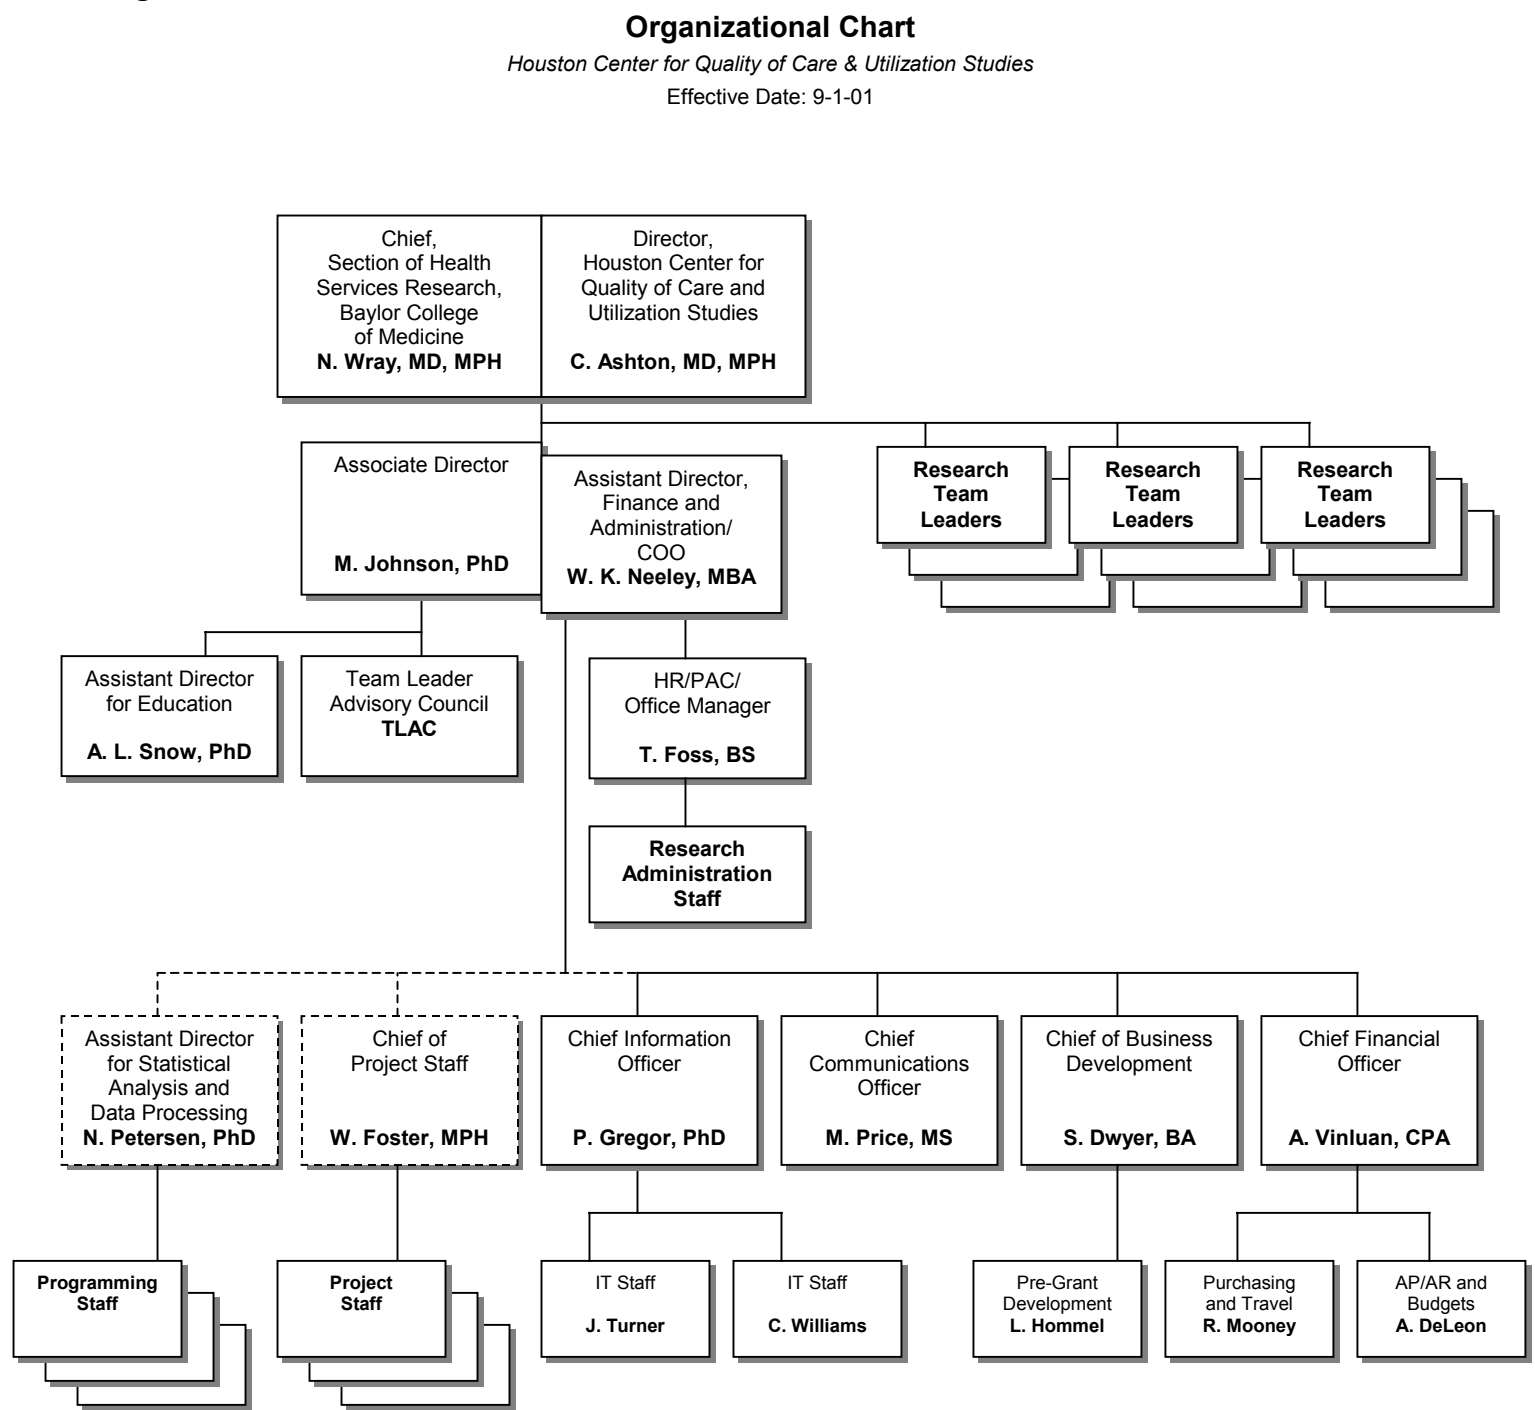 Organizational Chart
Houston Center for Quality of Care & Utilization Studies
Effective Date: 9-1-01
Chief,
Section of Health
Services Research,
Baylor College
of Medicine
N. Wray, MD, MPH
Director,
Houston Center for
Quality of Care and
Utilization Studies
C. Ashton, MD, MPH
Associate Director
M. Johnson, PhD
Assistant Director,
Finance and
Administration/
COO
W. K. Neeley, MBA
Research
Team
Leaders
Research
Team
Leaders
Research
Team
Leaders
Assistant Director
for Education
A. L. Snow, PhD
Team Leader
Advisory Council
TLAC
HR/PAC/
Office Manager
T. Foss, BS
Research
Administration
Staff
Assistant Director
for Statistical
Analysis and
Data Processing
N. Petersen, PhD
Chief of
Project Staff
W. Foster, MPH
Chief Information
Officer
P. Gregor, PhD
Chief
Communications
Officer
M. Price, MS
Chief of Business
Development
S. Dwyer, BA
Chief Financial
Officer
A. Vinluan, CPA
Programming
Staff
Project
Staff
IT Staff
J. Turner
IT Staff
C. Williams
Pre-Grant
Development
L. Hommel
Purchasing
and Travel
R. Mooney
AP/AR and
Budgets
A. DeLeon